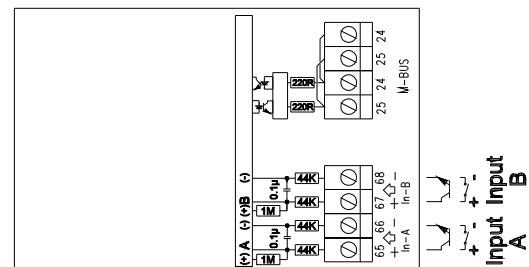 24
25
24
25
M-BUS
220R
220R
(-)
(+)B
(-)
(+) A
44K
44K
44K
44K
0.1µ
0.1µ
1M
1M
68 -
67 +
In-B
66 -
65 +
In-A
- +
Input B
- +
Input A